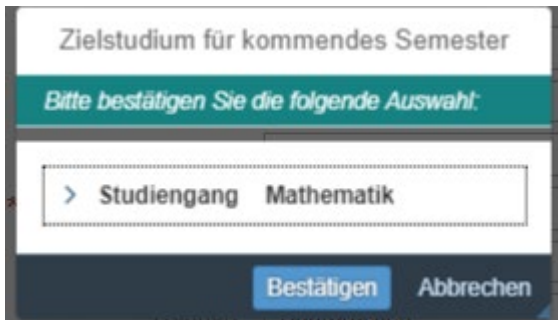 Zielstudium für kommendes Semester
Bitte bestätigen Sie die folgende Auswahl:
> Studiengang Mathematik
Bestätigen Abbrechen